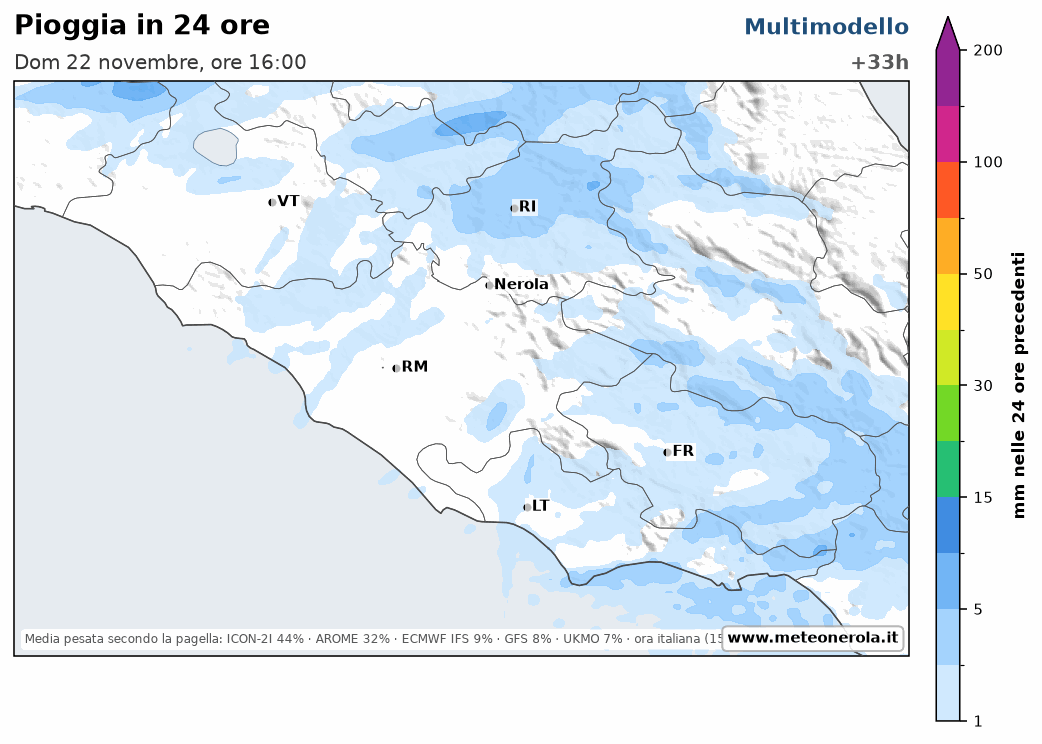 Pioggia in 24 ore
Multimodello
Dom 22 novembre, ore 16:00
+33h
200
100
50
30
15
5
1
mm nelle 24 ore precedenti
VT
RI
Nerola
RM
FR
LT
Media pesata secondo la pagella: ICON-2I 44% · AROME 32% · ECMWF IFS 9% · GFS 8% · UKMO 7% · ora italiana (15
www.meteonerola.it